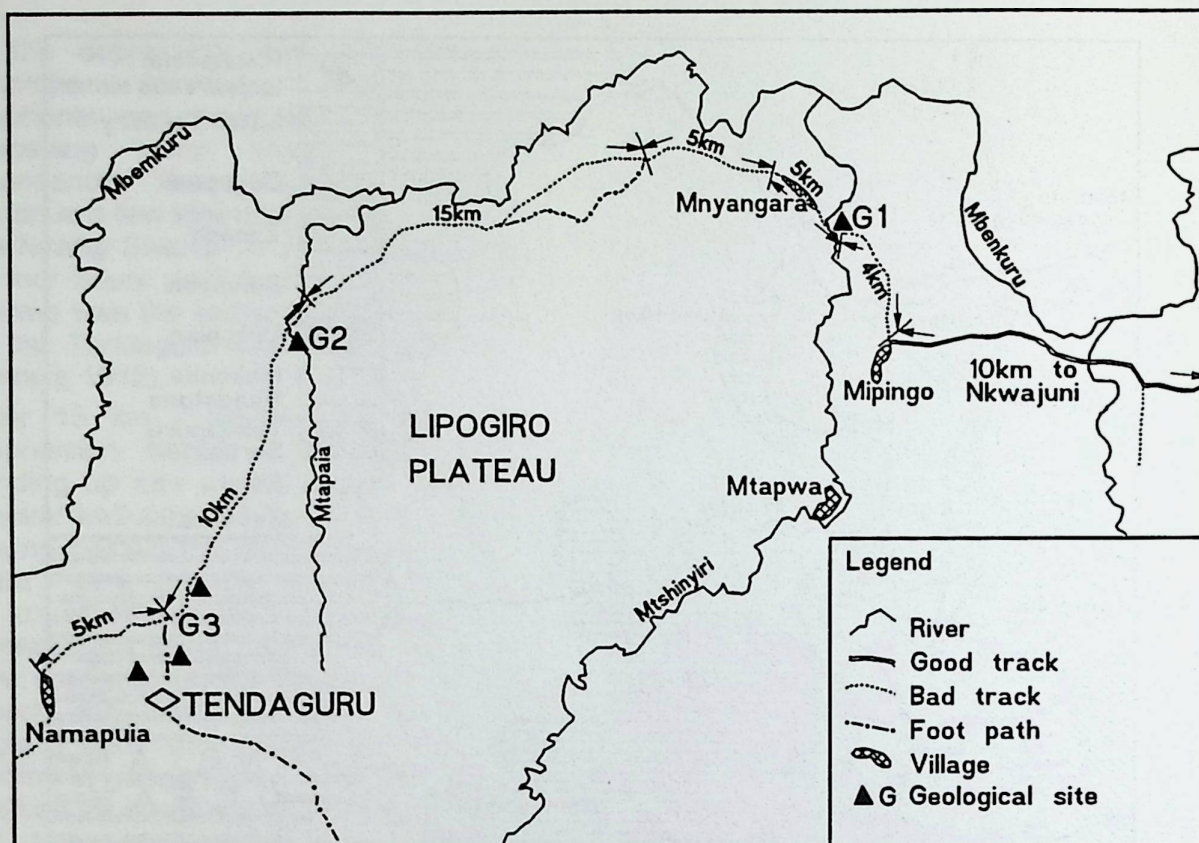 Mbemkuru
5km
15km
Mnyangara
5km
G1
4km
Mbenkuru
G2
Mipingo
10km to
Nkwajuni
LIPOGIRO
PLATEAU
Mtapaia
10km
Mtapwa
Mtshinyiri
5km
G3
TENDAGURU
Namapuia
Legend
River
Good track
Bad track
Foot path
Village
G Geological site